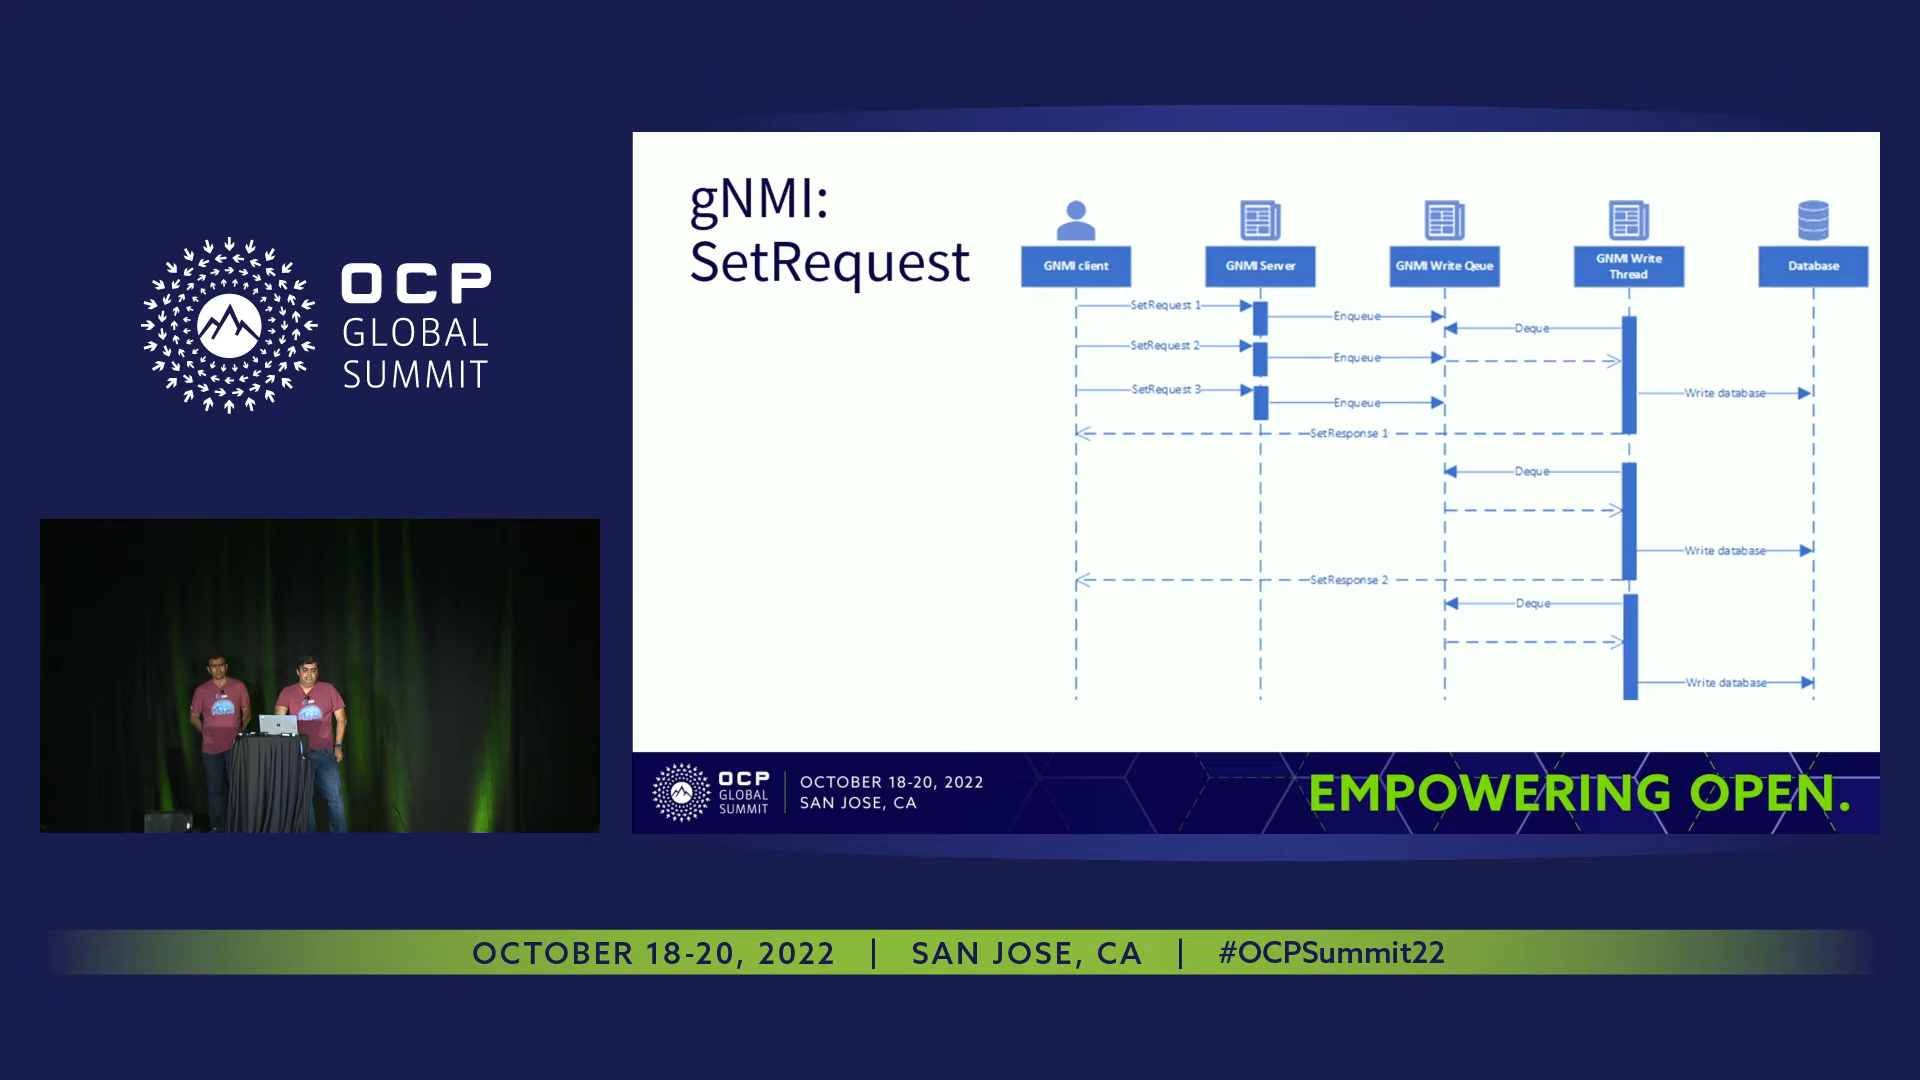 OCP
GLOBAL
SUMMIT
gNMI:
SetRequest
GNMI client
GNMI Server
GNMI Write Qeue
GNMI Write
Thread
Database
SetRequest 1
Enqueue
Deque
SetRequest 2
Enqueue
SetRequest 3
Enqueue
Write database
SetResponse 1
Deque
Write database
SetResponse 2
Deque
Write database
OCP
GLOBAL
SUMMIT
OCTOBER 18-20, 2022
SAN JOSE, CA
EMPOWERING OPEN.
OCTOBER 18-20, 2022 | SAN JOSE, CA | #OCPSummit22